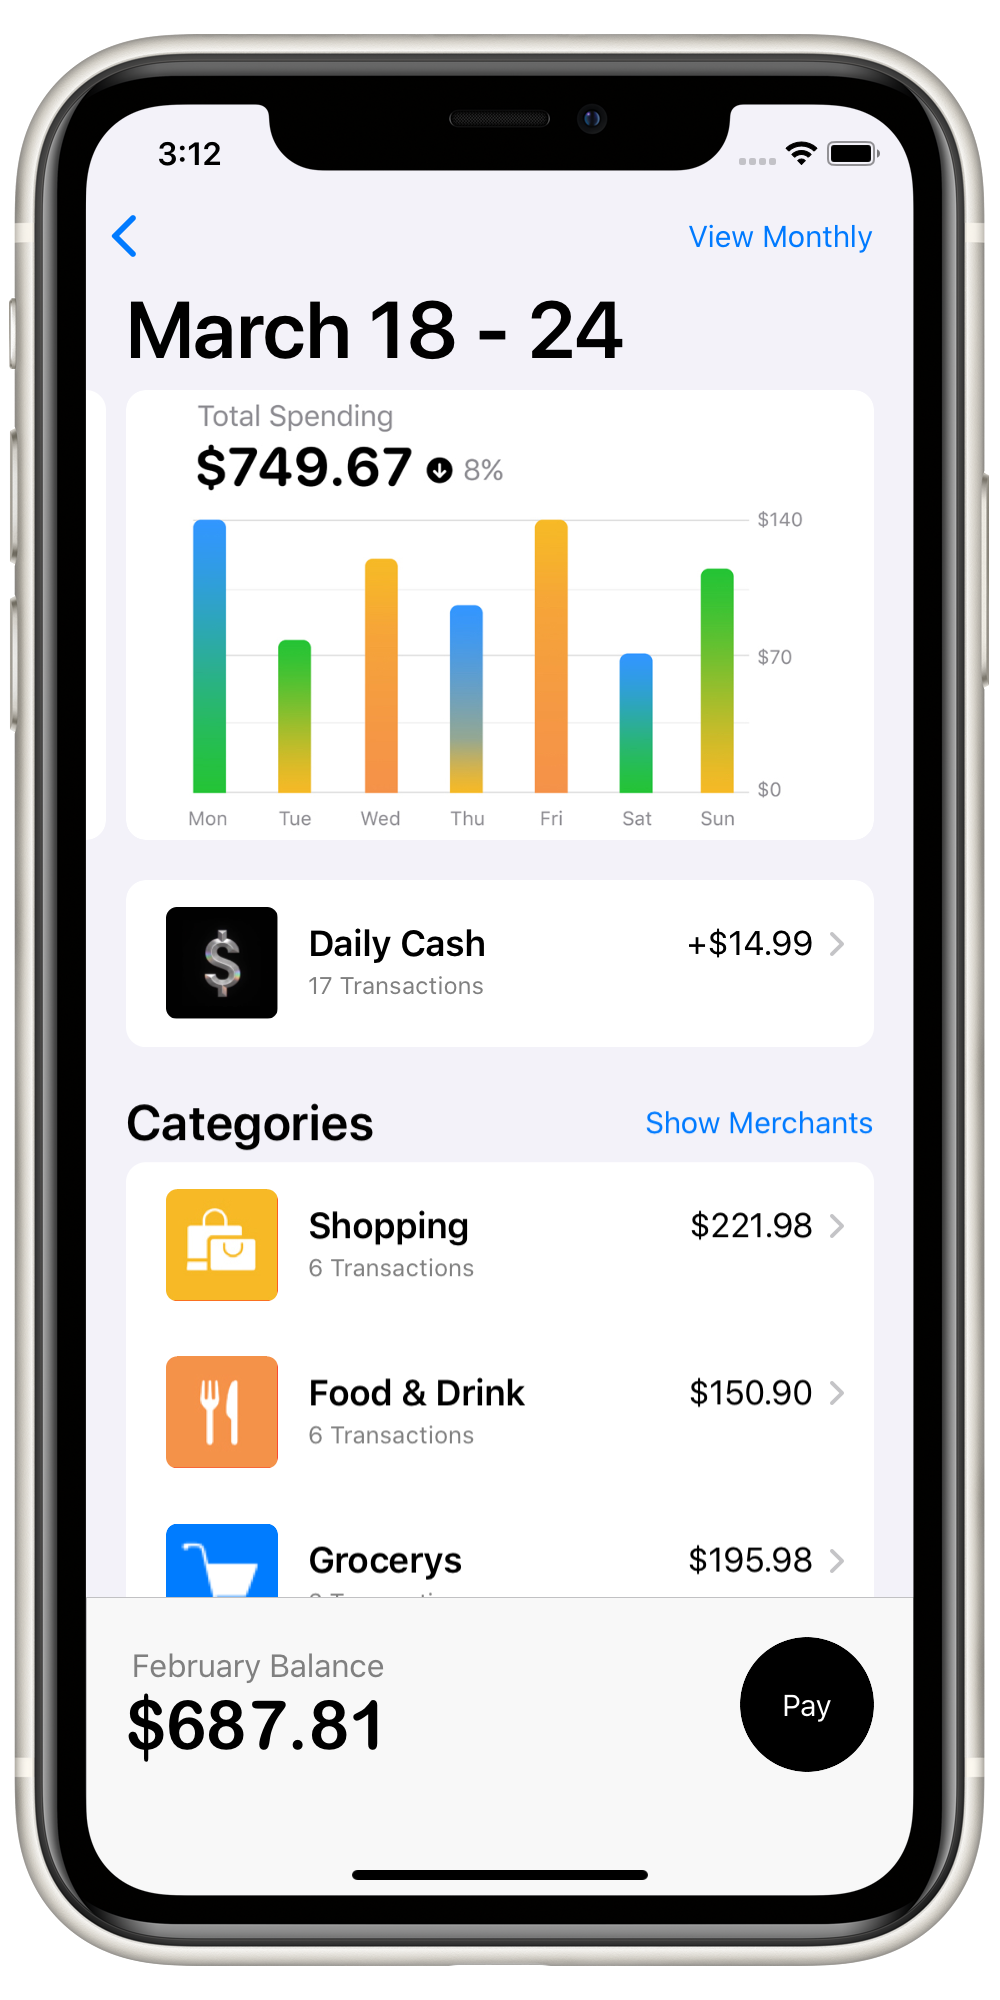 3:12
View Monthly
March 18 - 24
Total Spending
$749.67 8%
$140
$70
$0
Mon Tue Wed Thu Fri Sat Sun
Daily Cash +$14.99
17 Transactions
Categories Show Merchants
Shopping $221.98
6 Transactions
Food & Drink $150.90
6 Transactions
Grocerys $195.98
February Balance
$687.81
Pay